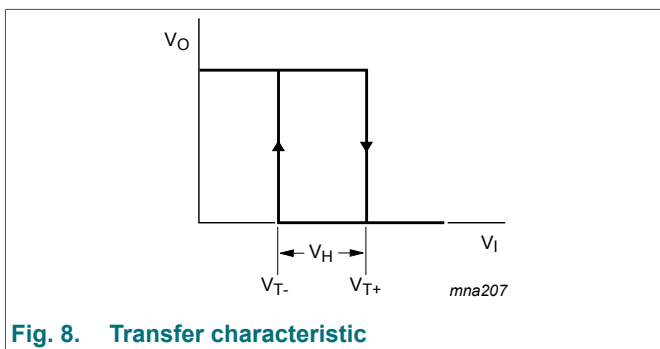 VO
VH
VI
VT-
VT+
mna207
Fig. 8. Transfer characteristic